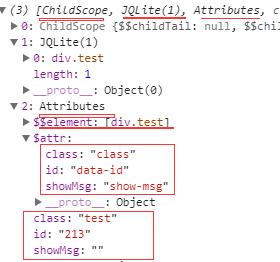 ▼ (3) [ChildScope, JQLite(1), Attributes, c
▶ 0: ChildScope {$$childTail: null, $$chi
▼ 1: JQLite(1)
▶ 0: div.test
length: 1
▶ __proto__: Object(0)
▼ 2: Attributes
▶ $$element: [div.test]
▼ $attr:
class: "class"
id: "data-id"
showMsg: "show-msg"
▶ __proto__: Object
class: "test"
id: "213"
showMsg: ""